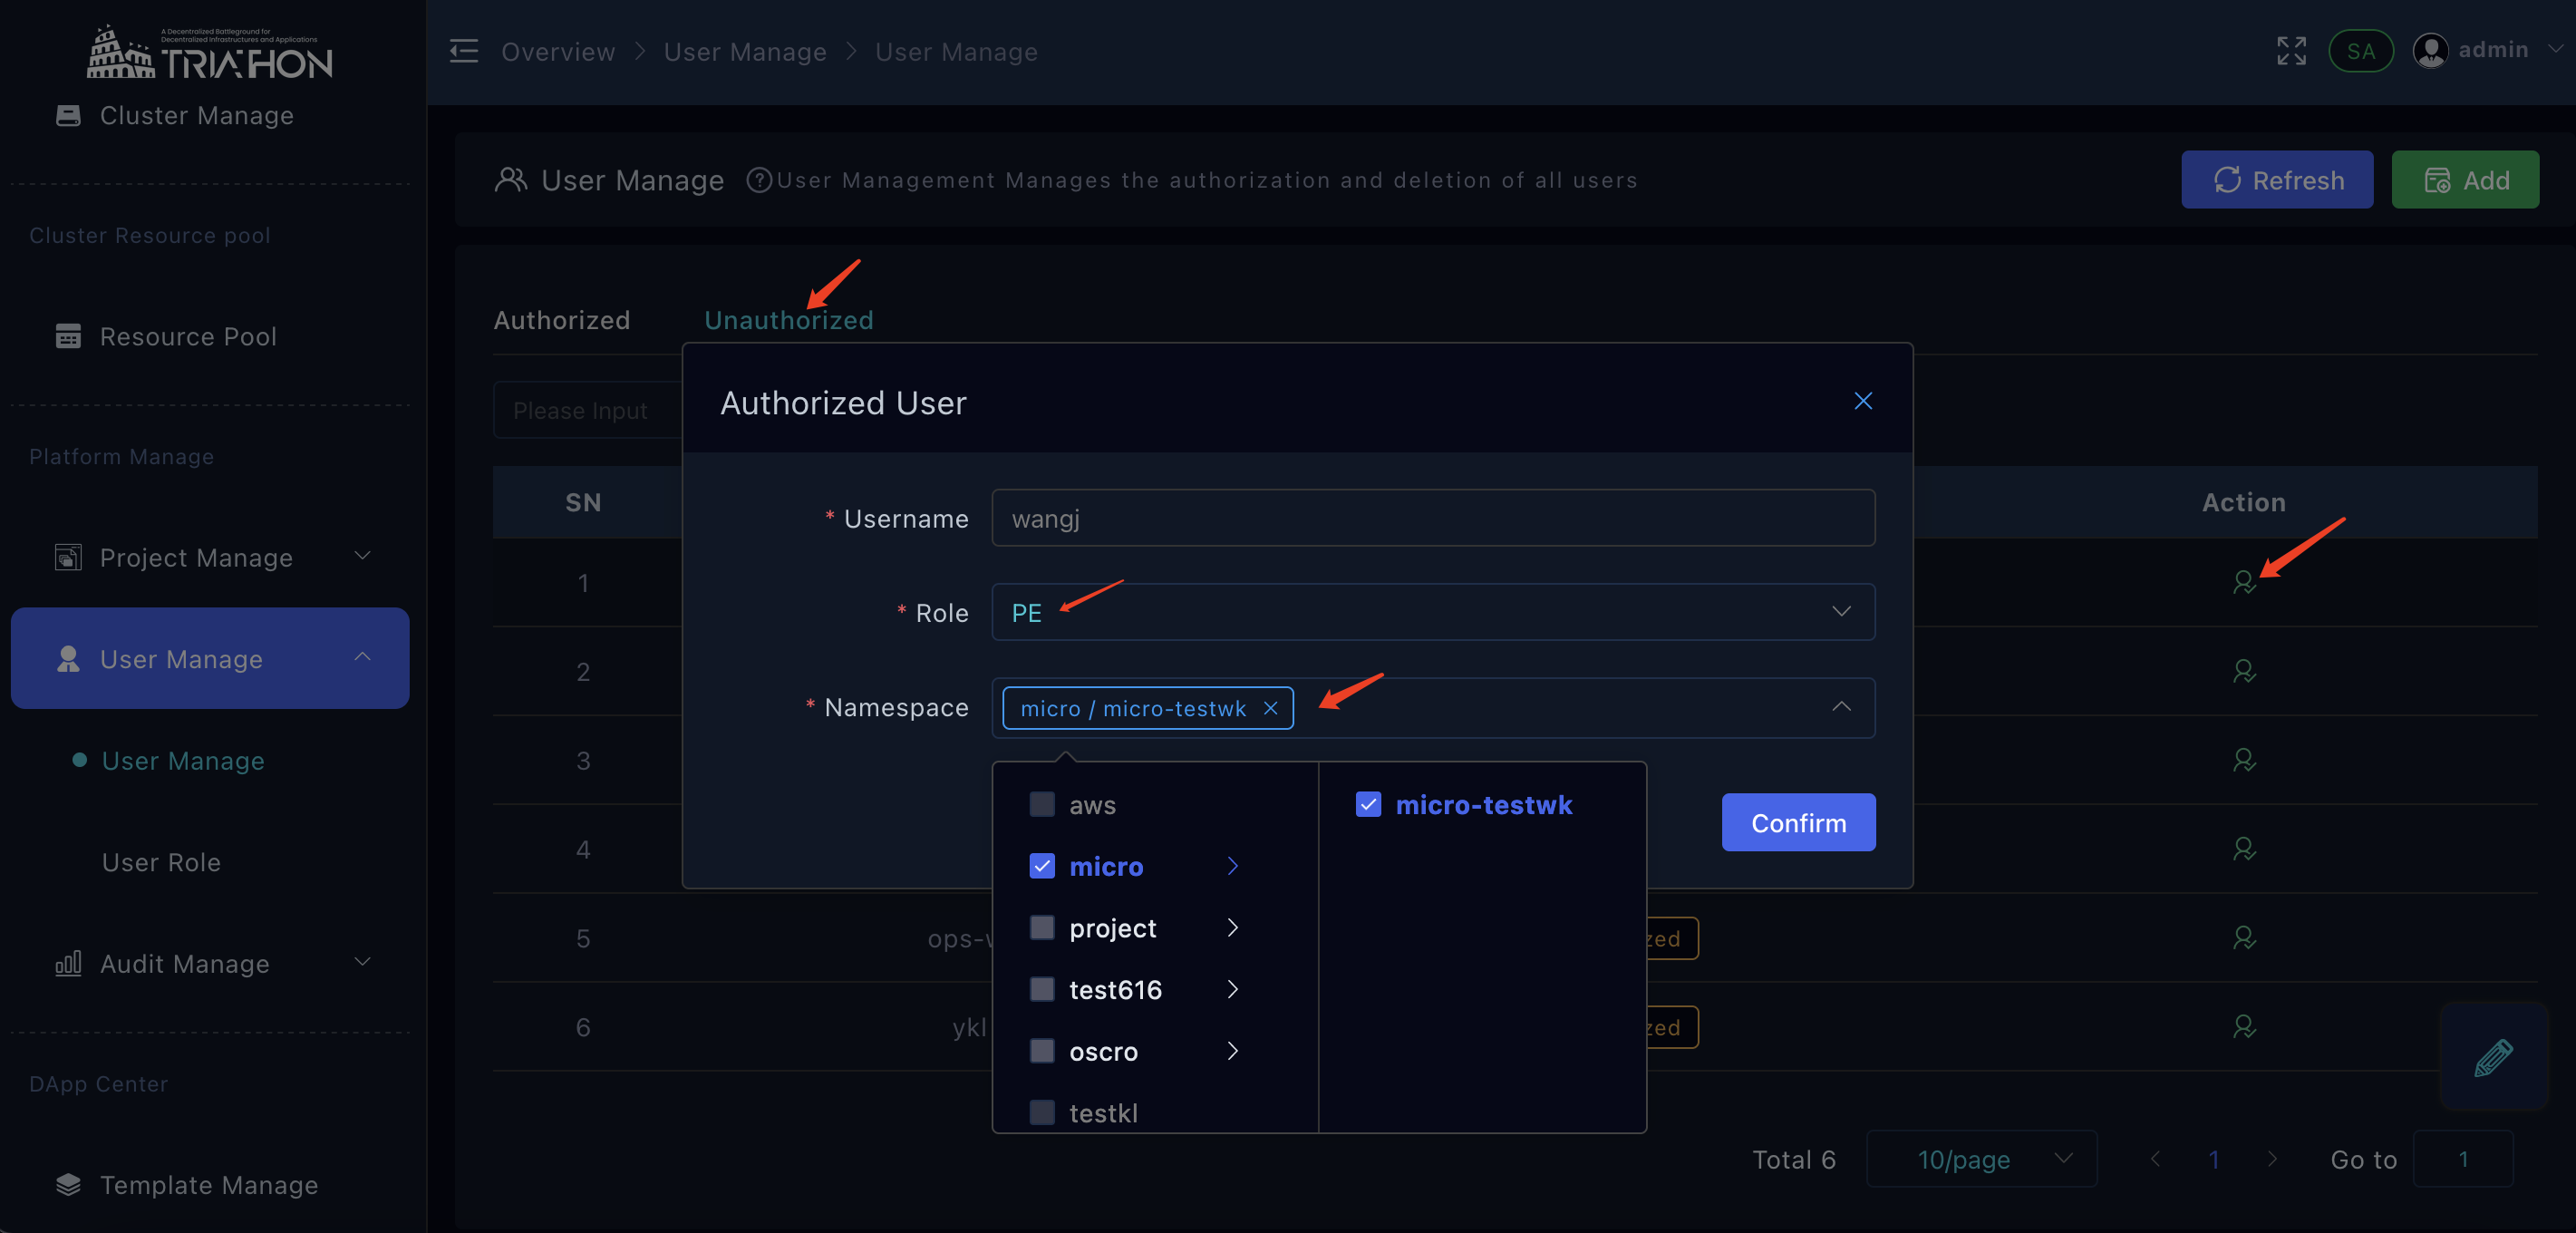 A Decentralized Battleground for
Decentralized Infrastructures and Applications
TRIATHON
Cluster Manage
Cluster Resource pool
Resource Pool
Platform Manage
Project Manage
User Manage
User Manage
User Role
Audit Manage
DApp Center
Template Manage
Overview > User Manage > User Manage
SA
admin
User Manage
User Management Manages the authorization and deletion of all users
Refresh
Add
Authorized
Unauthorized
Please Input
SN
Action
1
2
3
4
5
6
ops-
ykl
zed
zed
Authorized User
* Username
wangj
* Role
PE
* Namespace
micro / micro-testwk
aws
micro
project
test616
oscro
testkl
micro-testwk
Confirm
Total 6
10/page
1
Go to
1